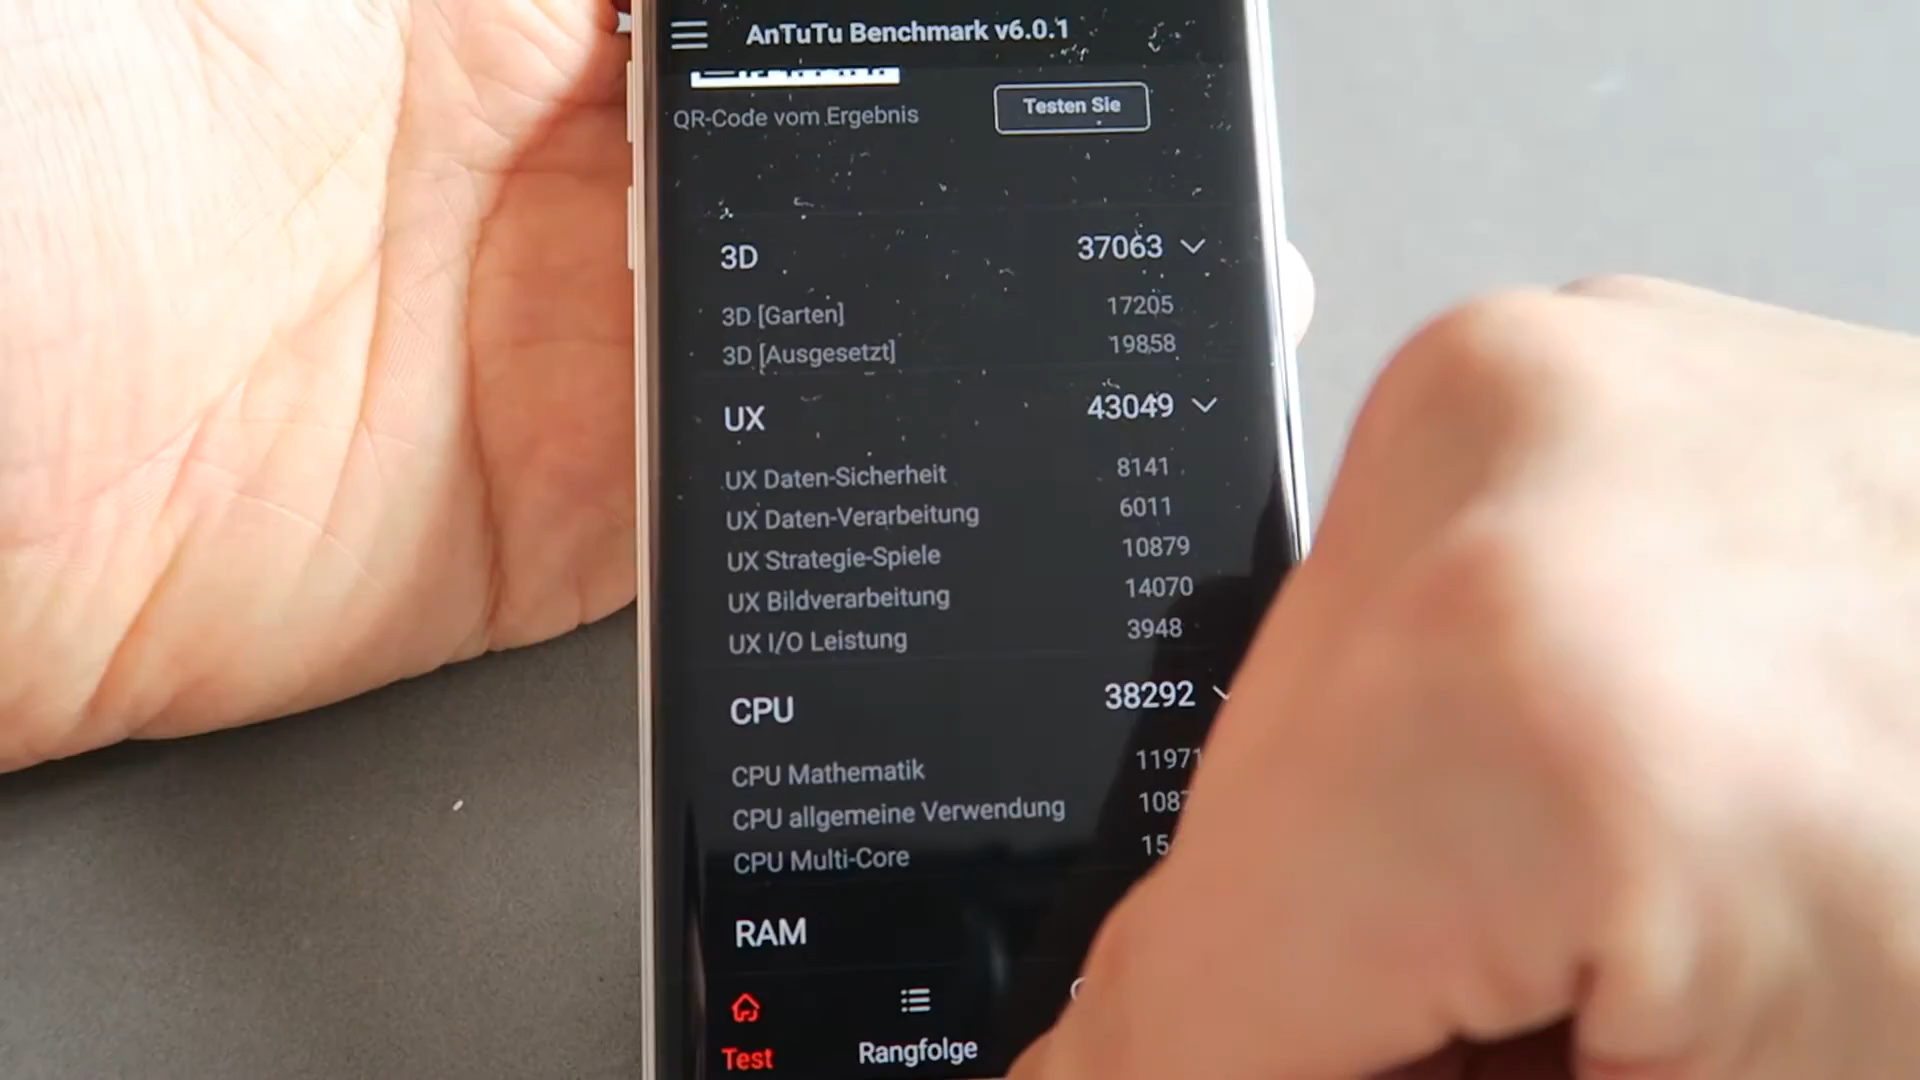 AnTuTu Benchmark v6.0.1
QR-Code vom Ergebnis
Testen Sie
3D 37063
3D [Garten] 17205
3D [Ausgesetzt] 19858
UX 43049
UX Daten-Sicherheit 8141
UX Daten-Verarbeitung 6011
UX Strategie-Spiele 10879
UX Bildverarbeitung 14070
UX I/O Leistung 3948
CPU 38292
CPU Mathematik 11971
CPU allgemeine Verwendung
CPU Multi-Core
RAM
Test
Rangfolge